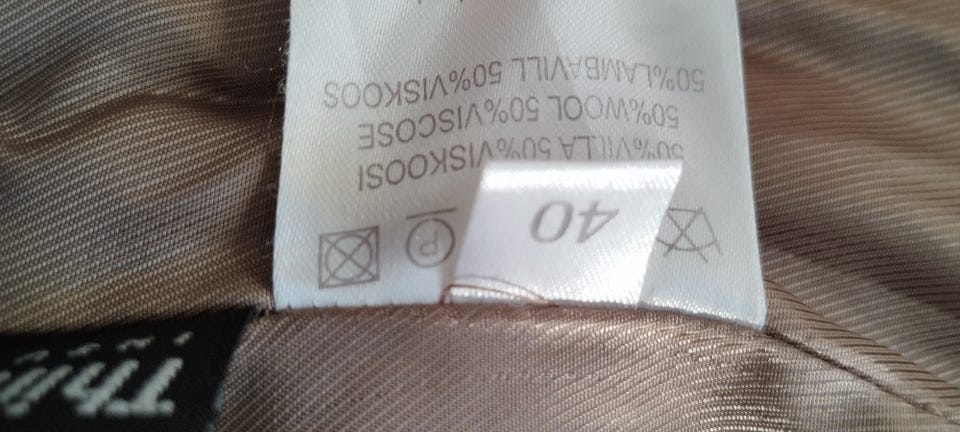 40
50%VILLA 50%VISKOOSI
50%WOOL 50%VISCOSE
50%LAMBAVILL 50%VISKOOS